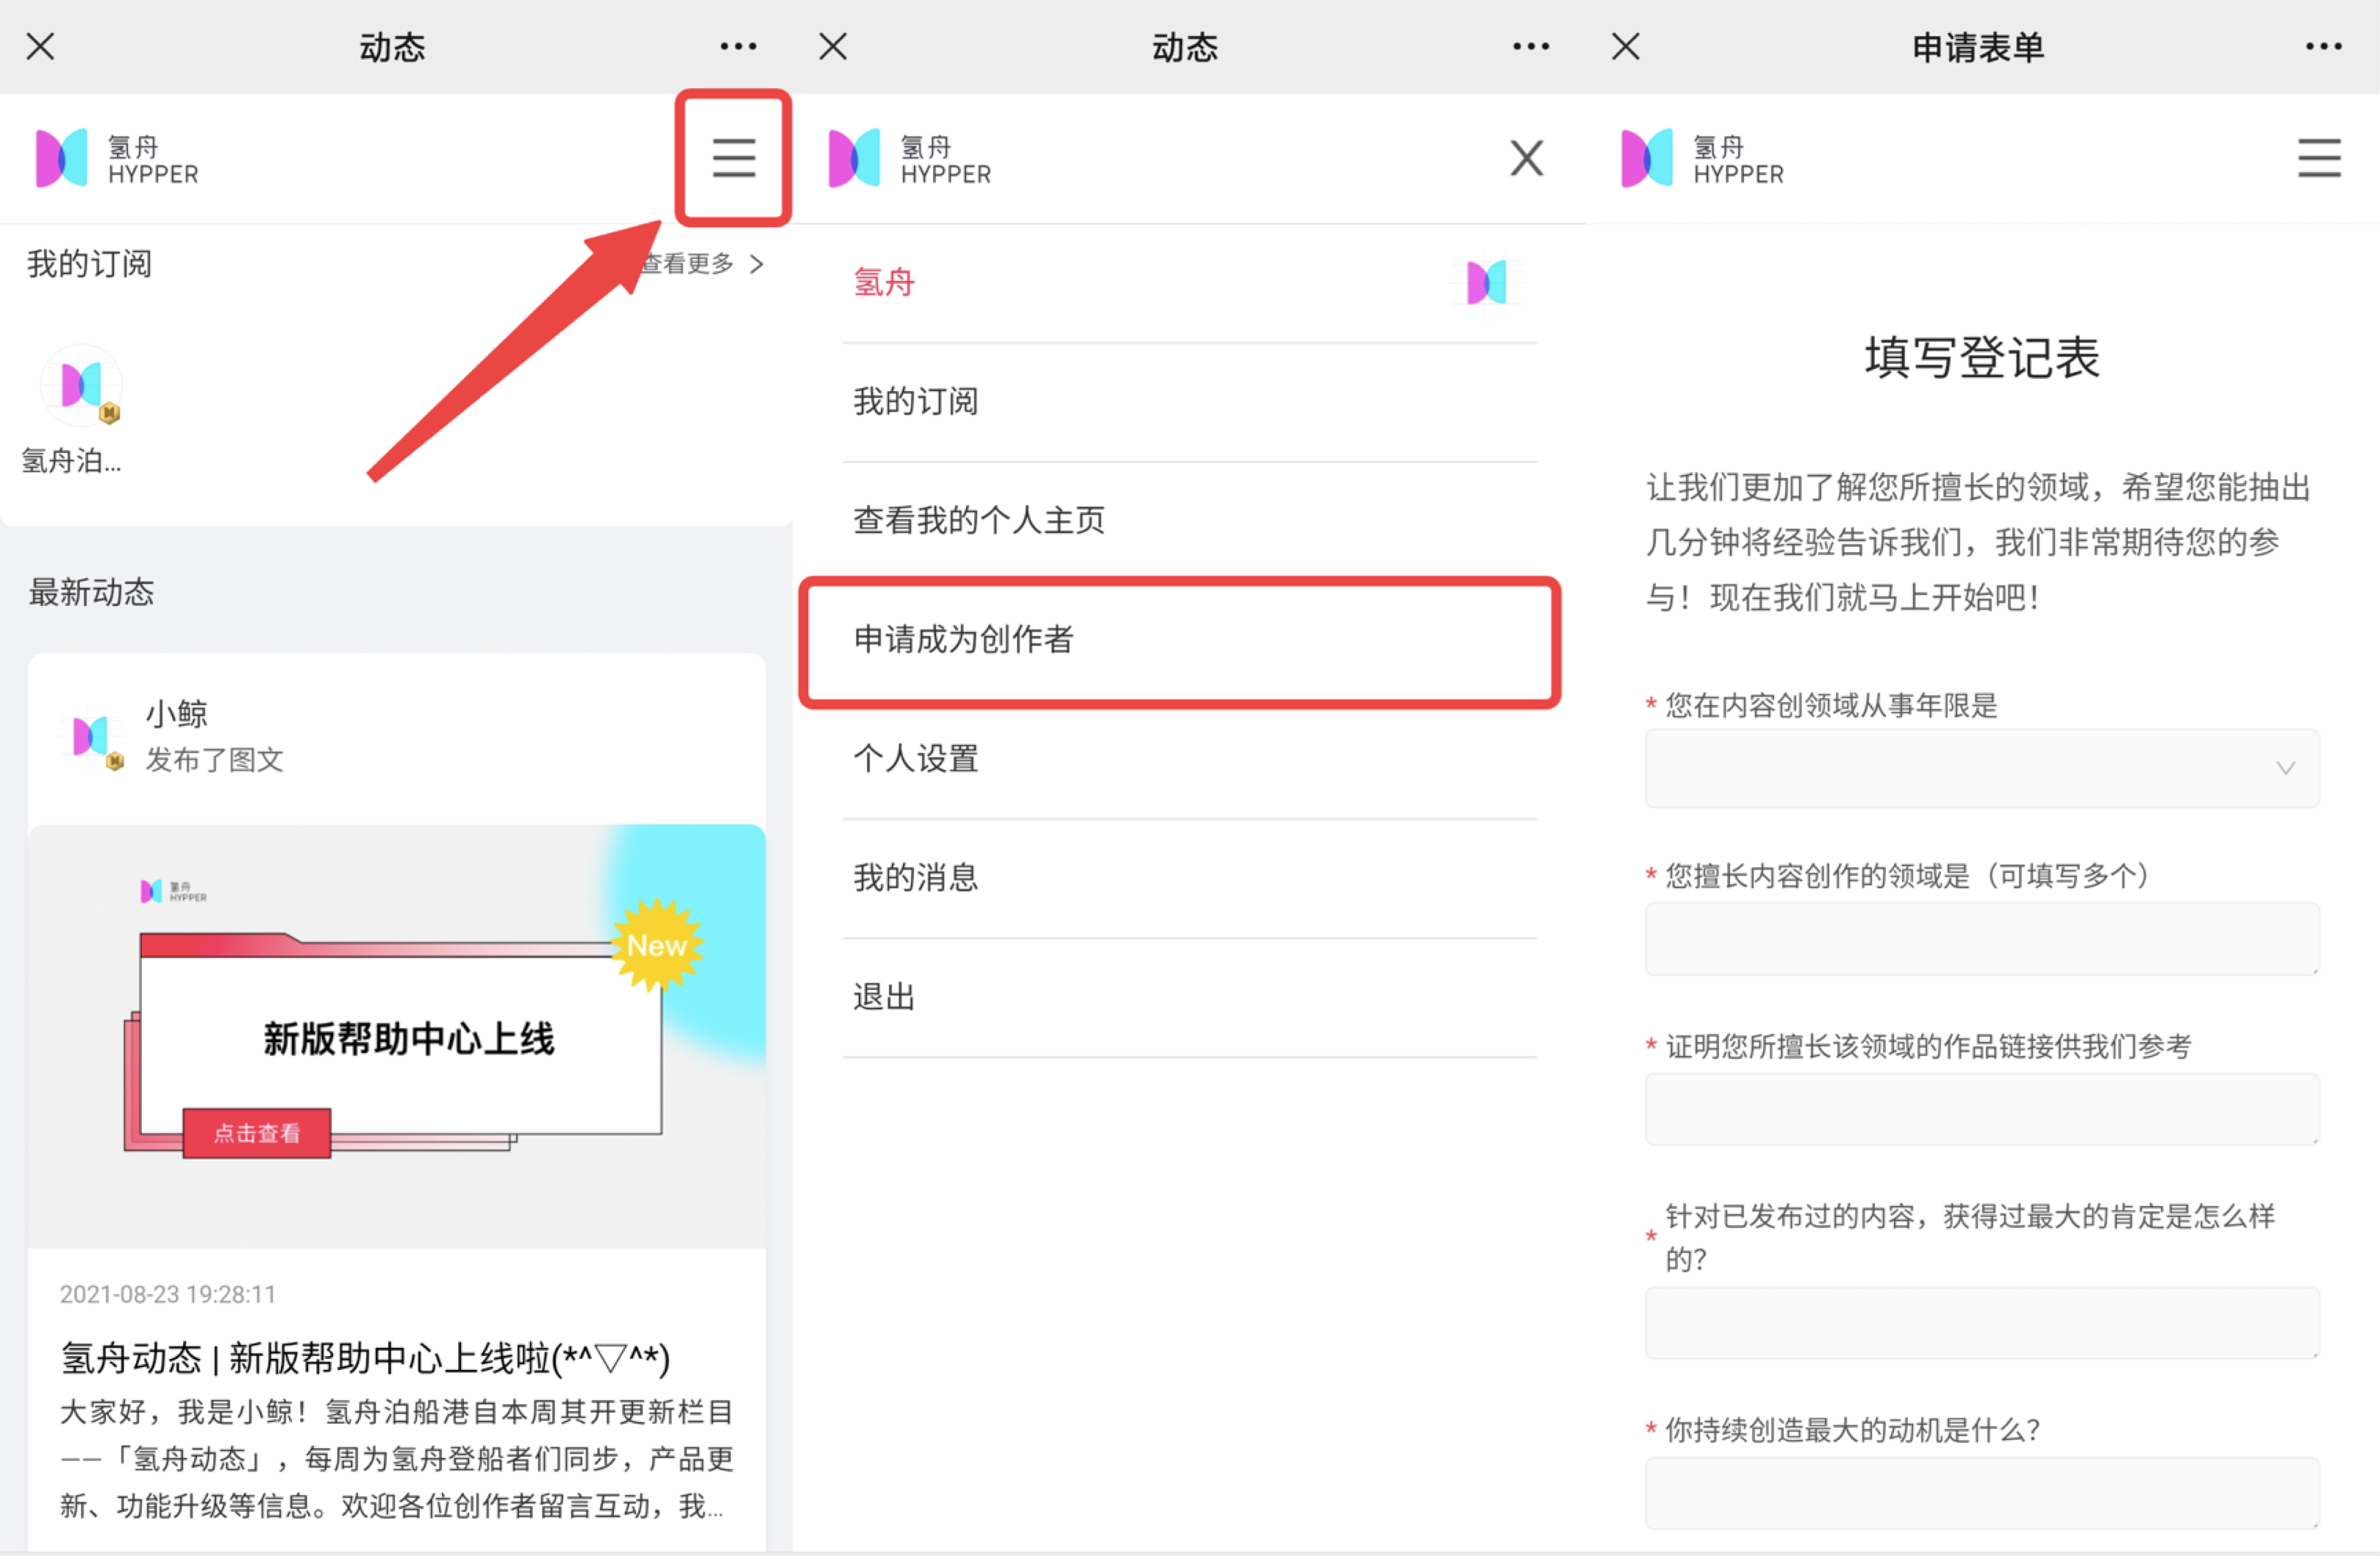 动态
氢舟
HYPPER
我的订阅
查看更多
氢舟泊...
最新动态
小鲸
发布了图文
氢舟
HYPPER
New
新版帮助中心上线
点击查看
2021-08-23 19:28:11
氢舟动态 | 新版帮助中心上线啦(*^▽^*)
大家好，我是小鲸！氢舟泊船港自本周其开更新栏目
——「氢舟动态」，每周为氢舟登船者们同步，产品更
新、功能升级等信息。欢迎各位创作者留言互动，我...
动态
氢舟
HYPPER
氢舟
我的订阅
查看我的个人主页
申请成为创作者
个人设置
我的消息
退出
申请表单
氢舟
HYPPER
填写登记表
让我们更加了解您所擅长的领域，希望您能抽出
几分钟将经验告诉我们，我们非常期待您的参
与！现在我们就马上开始吧！
* 您在内容创领域从事年限是
* 您擅长内容创作的领域是（可填写多个）
* 证明您所擅长该领域的作品链接供我们参考
* 针对已发布过的内容，获得过最大的肯定是怎么样
的？
* 你持续创造最大的动机是什么？